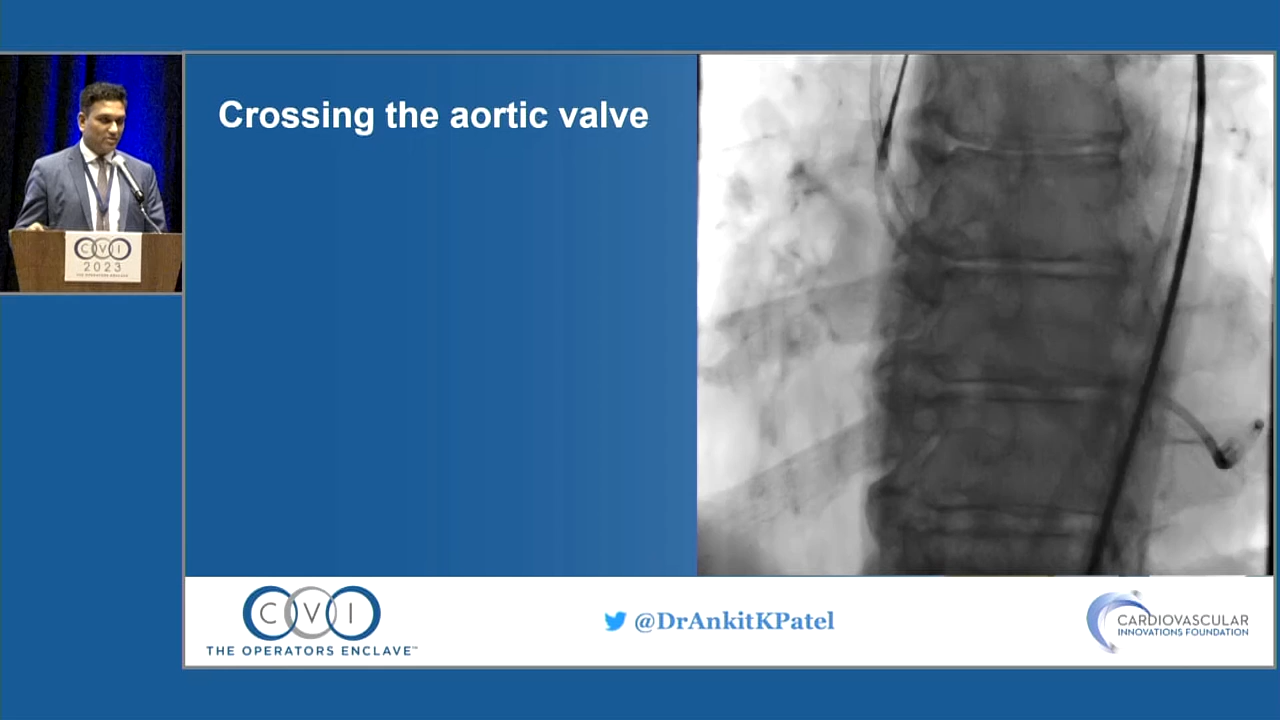 Crossing the aortic valve
CVI
2023
THE OPERATORS ENCLAVE
CVI
THE OPERATORS ENCLAVE™
@DrAnkitKPatel
CARDIOVASCULAR
INNOVATIONS FOUNDATION